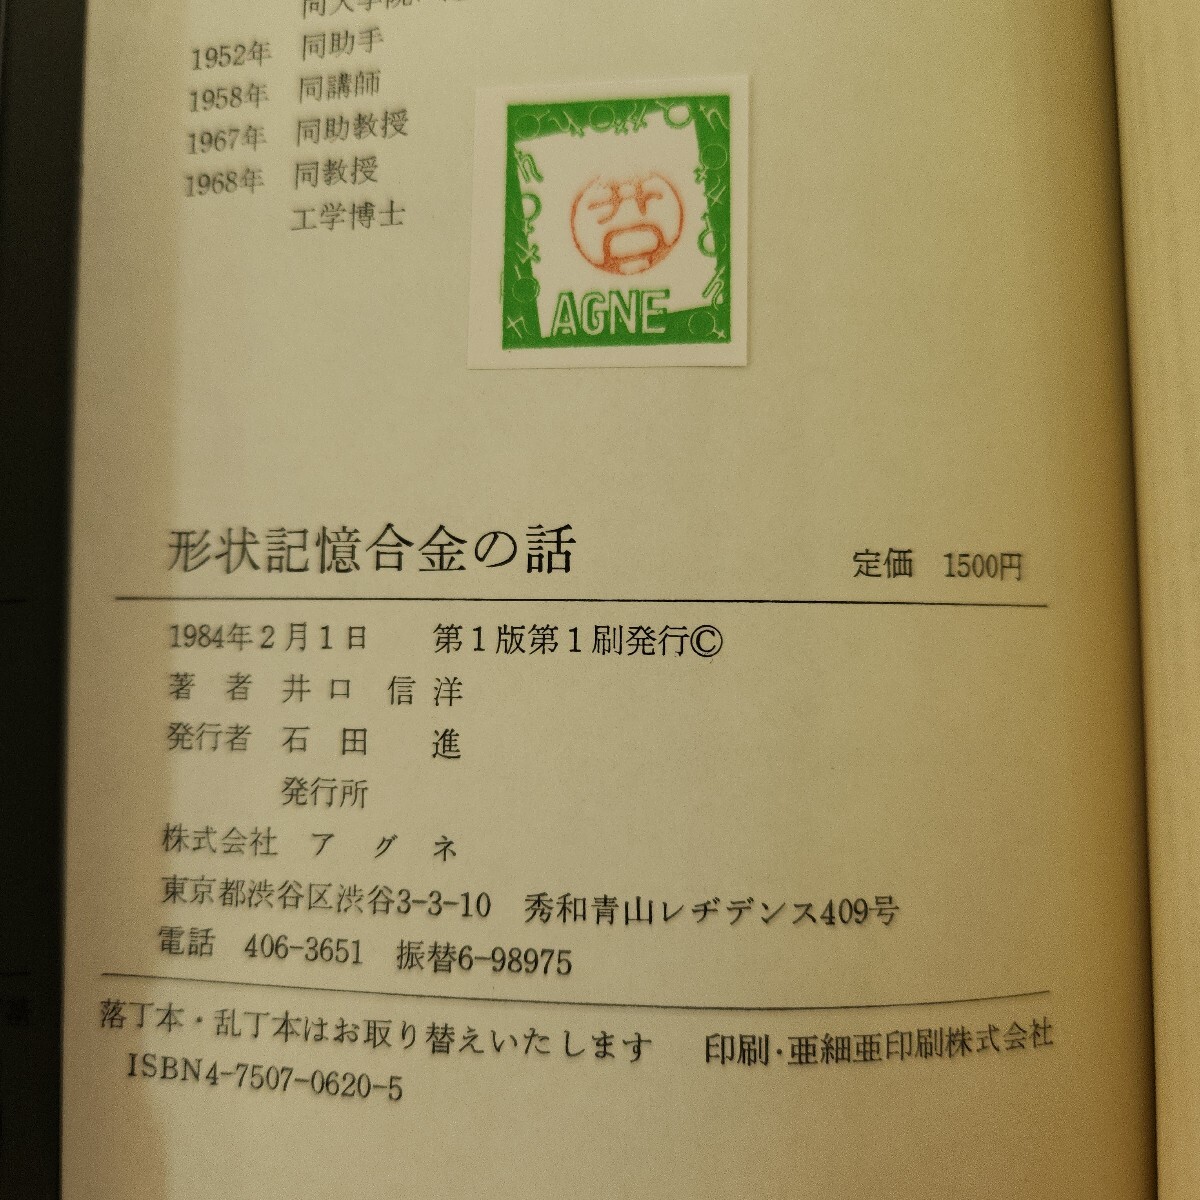 1952年 同助手
1958年 同講師
1967年 同助教授
1968年 同教授
工学博士
井口
AGNE
形状記憶合金の話 定価 1500円
1984年2月1日 第1版第1刷発行©
著者 井口 信洋
発行者 石田 進
発行所
株式会社 アグネ
東京都渋谷区渋谷3-3-10 秀和青山レヂデンス409号
電話 406-3651 振替6-98975
落丁本・乱丁本はお取り替えいたします 印刷・亜細亜印刷株式会社
ISBN4-7507-0620-5